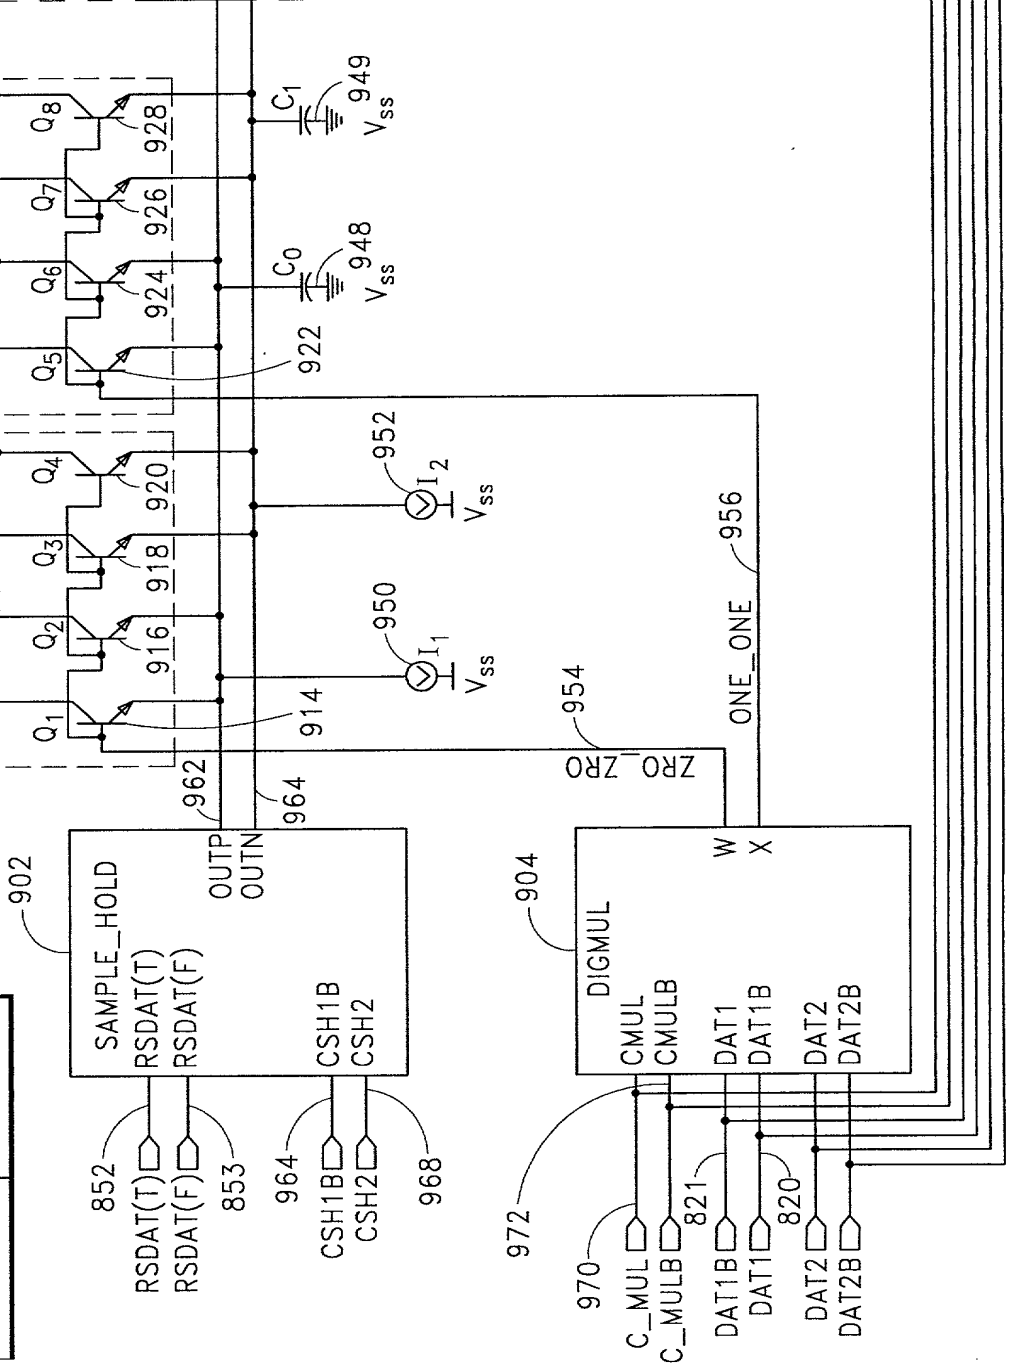 Q8
928
Q7
926
Q6
924
Q5
922
Q4
920
Q3
918
Q2
916
Q1
914
C1
949
VSS
C0
948
VSS
952
I2
VSS
950
I1
VSS
956
ONE_ONE
954
ZRO_ZRO
962
964
902
SAMPLE_HOLD
RSDAT(T)
RSDAT(F)
OUTP
OUTN
CSH1B
CSH2
852
RSDAT(T)
RSDAT(F)
853
964
CSH1B
CSH2
968
904
DIGMUL
W
X
CMUL
CMULB
DAT1
DAT1B
DAT2
DAT2B
972
970
C_MUL
C_MULB
821
DAT1B
DAT1
820
DAT2
DAT2B